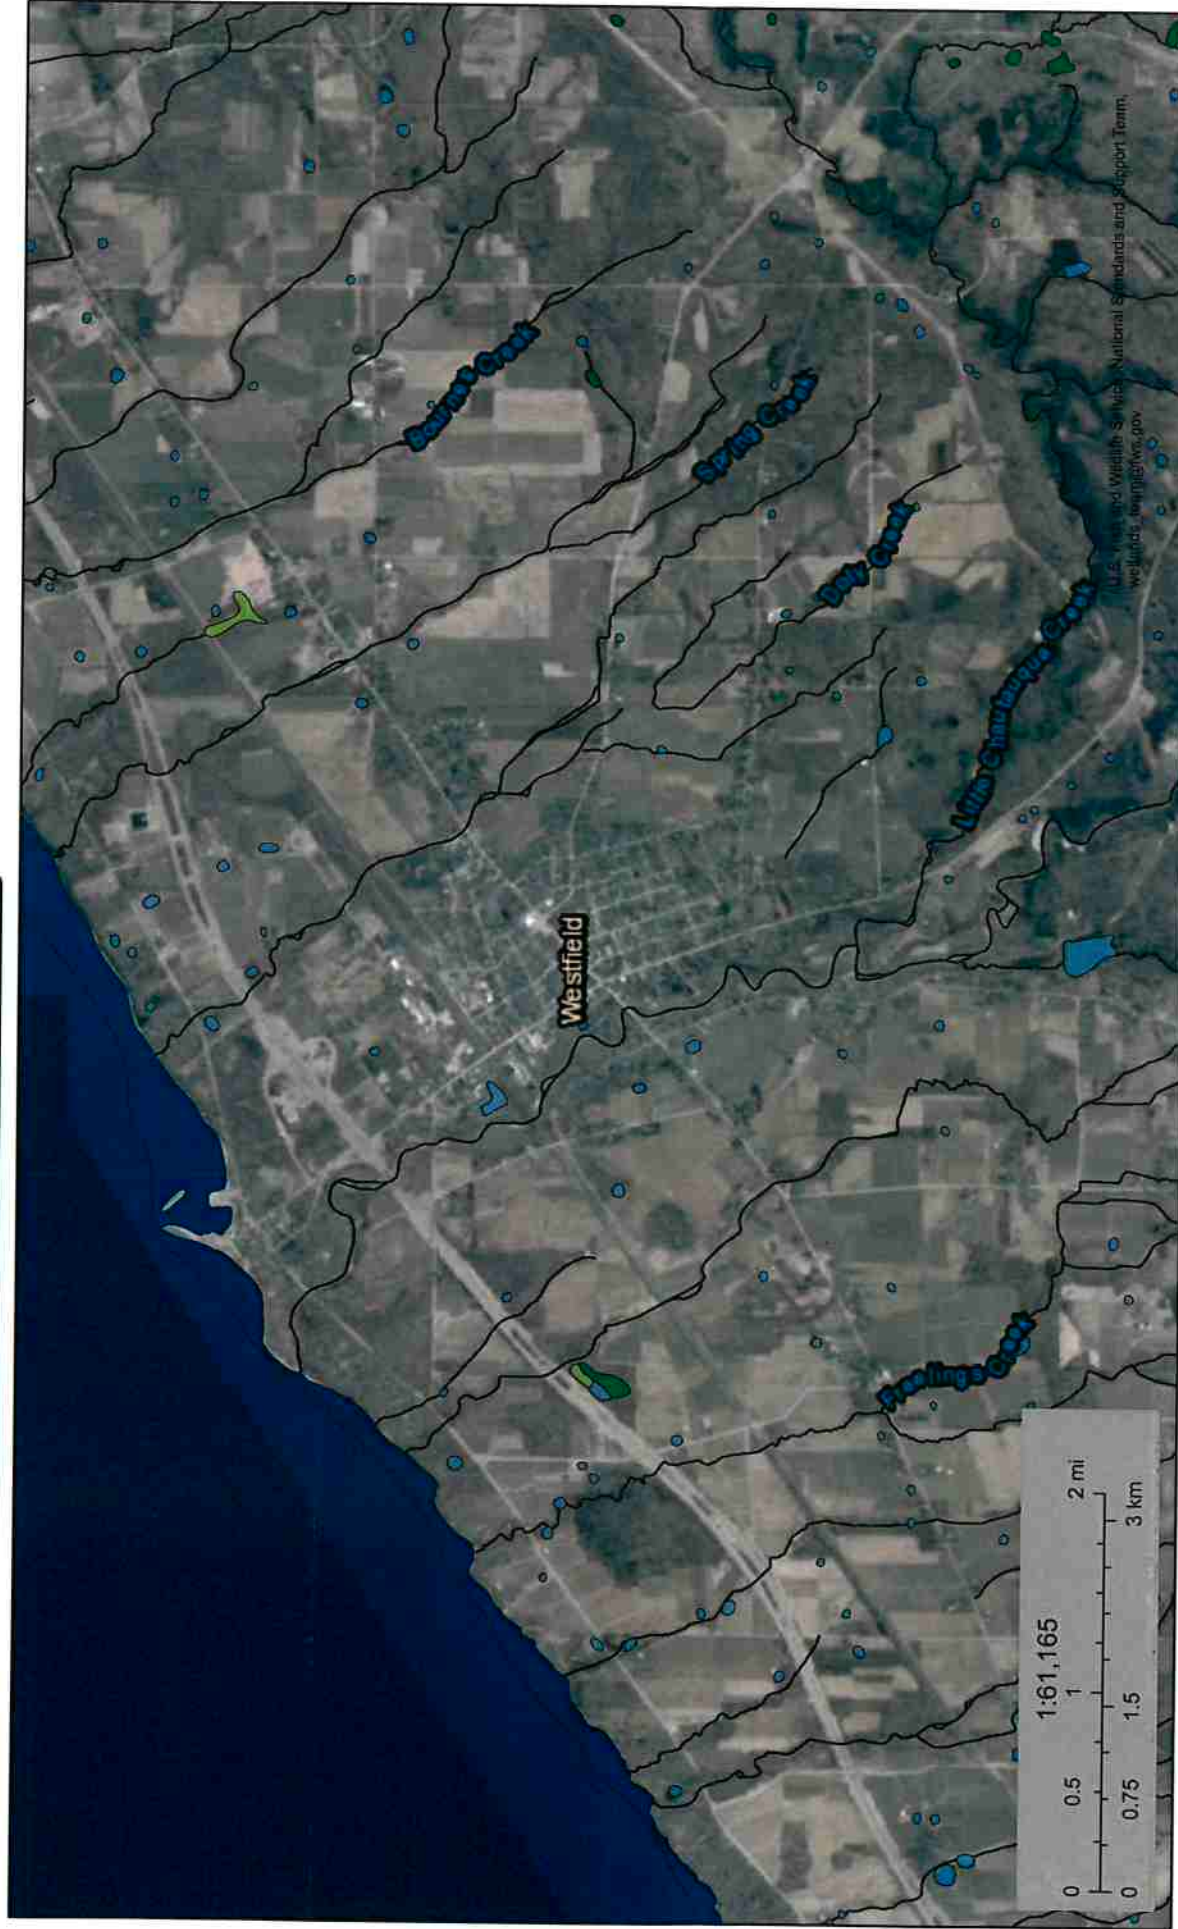 Bournes Creek
Spring Creek
Doty Creek
Little Chautauqua Creek
Westfield
Freelings Creek
U.S. Fish and Wildlife Service, National Standards and Support Team,
wetlands_team@fws.gov
1:61,165
0 0.5 1 2 mi
0 0.75 1.5 3 km